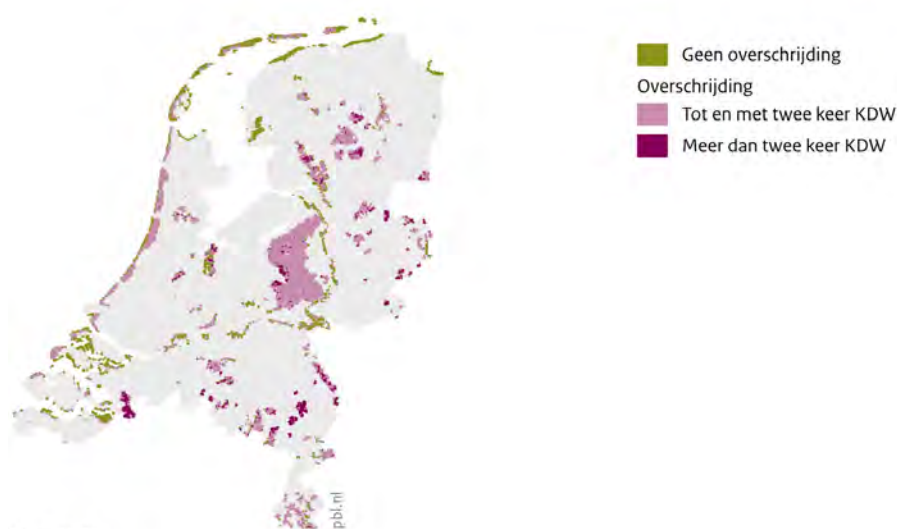 Geen overschrijding
Overschrijding
Tot en met twee keer KDW
Meer dan twee keer KDW
pbl.nl